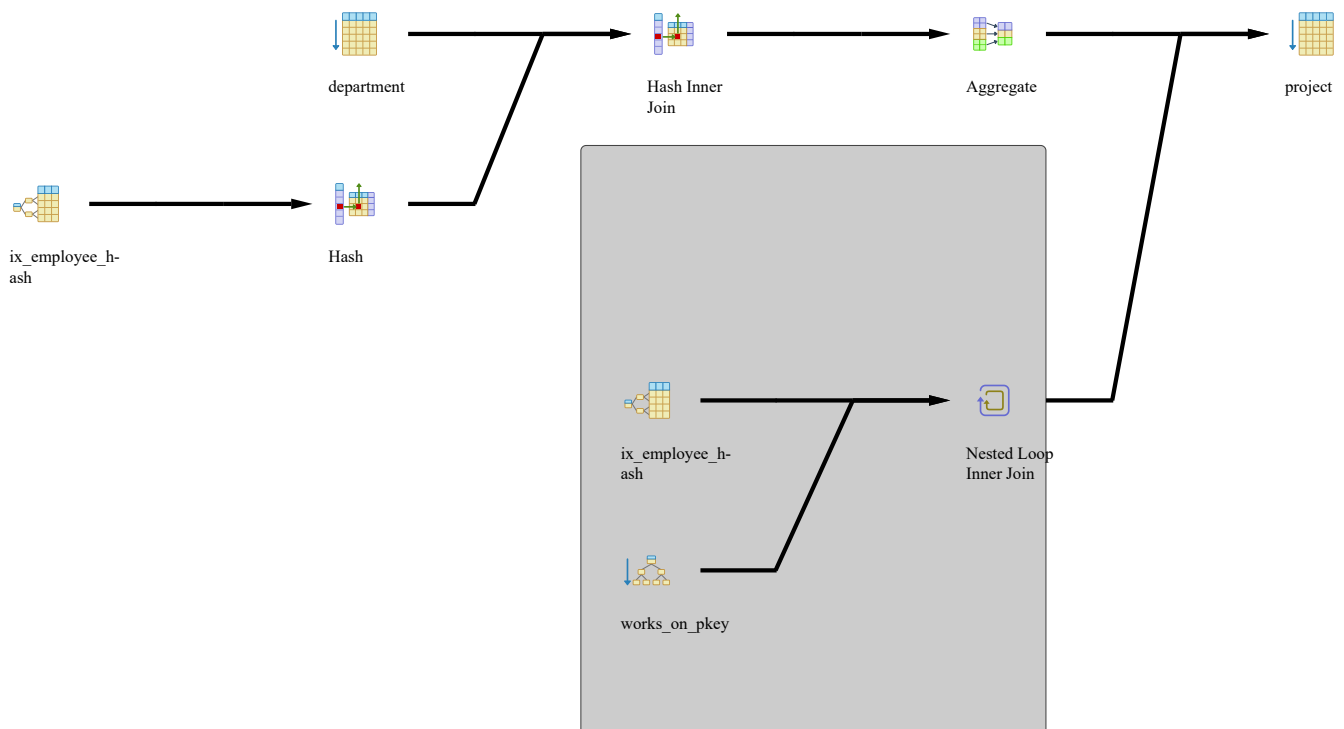 department
Hash Inner
Join
Aggregate
project
ix_employee_h-
ash
Hash
ix_employee_h-
ash
Nested Loop
Inner Join
works_on_pkey